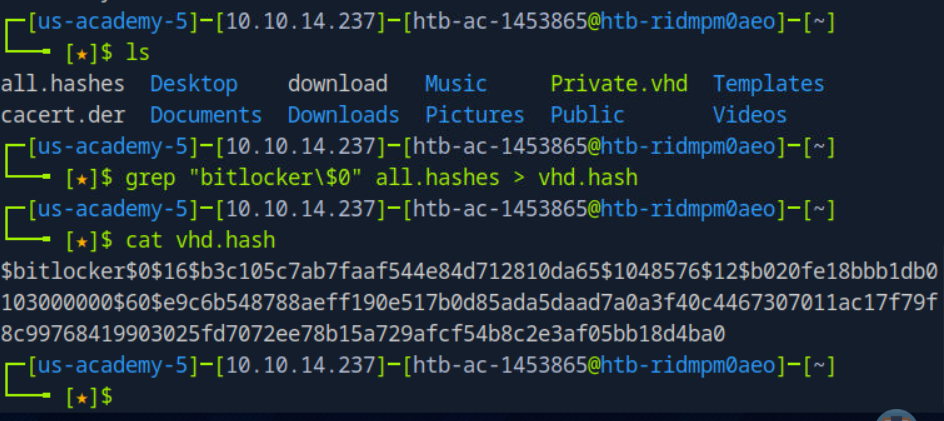 [us-academy-5]—[10.10.14.237]—[htb-ac-1453865@htb-ridmpm0aeo]—[~]
[★]$ ls
all.hashes Desktop download Music Private.vhd Templates
cacert.der Documents Downloads Pictures Public Videos
[us-academy-5]—[10.10.14.237]—[htb-ac-1453865@htb-ridmpm0aeo]—[~]
[★]$ grep "bitlocker\$0" all.hashes > vhd.hash
[us-academy-5]—[10.10.14.237]—[htb-ac-1453865@htb-ridmpm0aeo]—[~]
[★]$ cat vhd.hash
$bitlocker$0$16$b3c105c7ab7faaf544e84d712810da65$1048576$12$b020fe18bbb1db0
103000000$60$e9c6b548788aeff190e517b0d85ada5daad7a0a3f40c4467307011ac17f79f
8c99768419903025fd7072ee78b15a729afcf54b8c2e3af05bb18d4ba0
[us-academy-5]—[10.10.14.237]—[htb-ac-1453865@htb-ridmpm0aeo]—[~]
[★]$